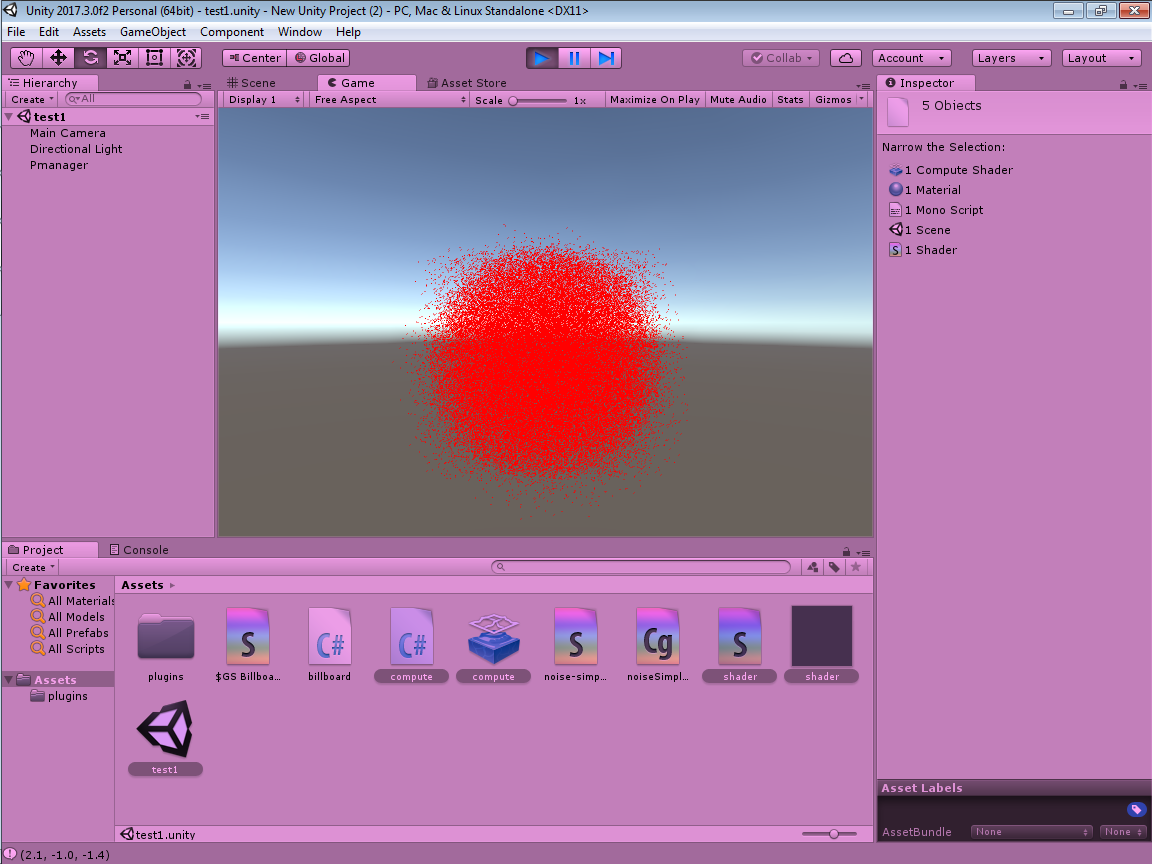 Unity 2017.3.0f2 Personal (64bit) - test1.unity - New Unity Project (2) - PC, Mac & Linux Standalone <DX11>
File Edit Assets GameObject Component Window Help
Center Global Collab Account Layers Layout
Hierarchy Scene Game Asset Store Inspector
Create All Display 1 Free Aspect Scale 1x Maximize On Play Mute Audio Stats Gizmos
5 Objects
test1
Main Camera
Directional Light
Pmanager
Narrow the Selection:
1 Compute Shader
1 Material
1 Mono Script
1 Scene
S 1 Shader
Project Console
Create
Favorites
All Materials
All Models
All Prefabs
All Scripts
Assets
plugins
Assets
S C# C# S Cg S
plugins $GS Billboa... billboard compute compute noise-simp... noiseSimpl... shader shader
test1
test1.unity
Asset Labels
AssetBundle None None
(2.1, -1.0, -1.4)